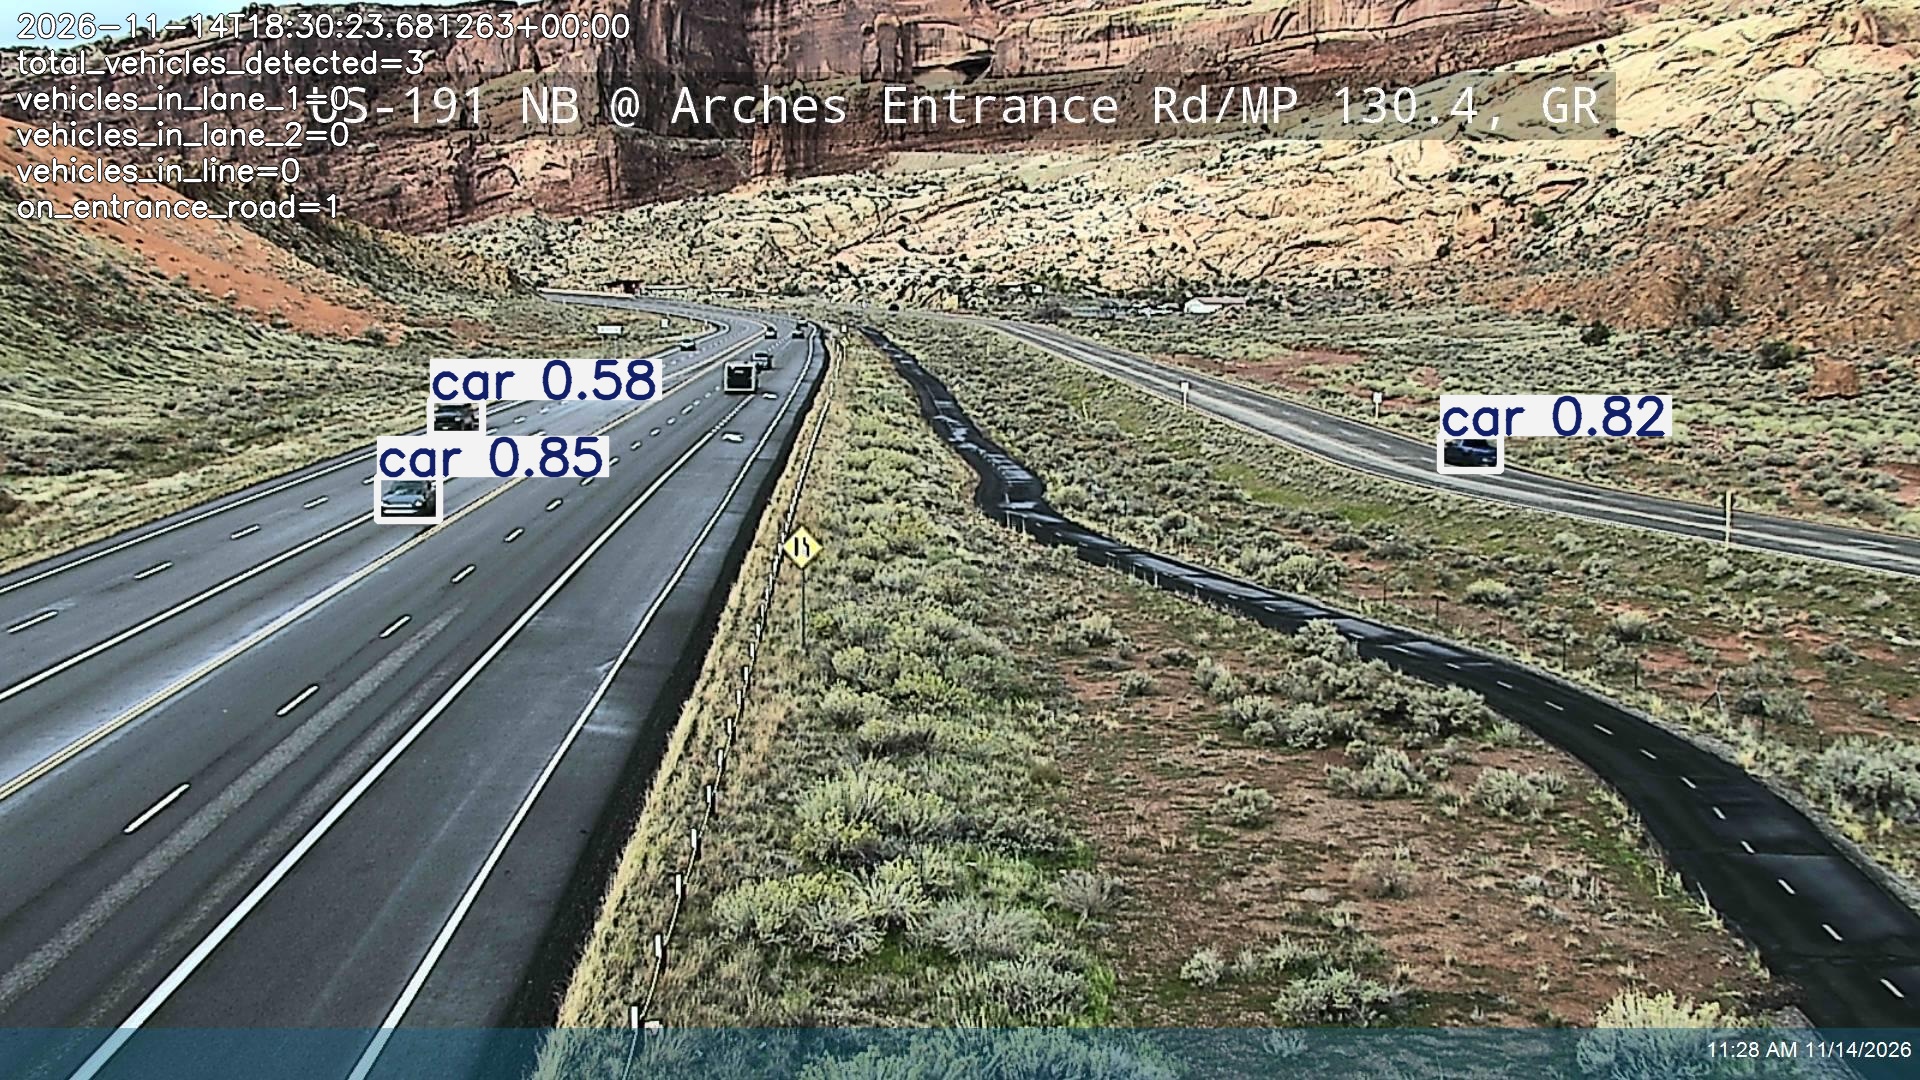 2026-11-14T18:30:23.681263+00:00
total_vehicles_detected=3
vehicles_in_lane_1=0
US-191 NB @ Arches Entrance Rd/MP 130.4, GR
vehicles_in_lane_2=0
vehicles_in_line=0
on_entrance_road=1
car 0.58
car 0.82
car 0.85
11:28 AM 11/14/2026